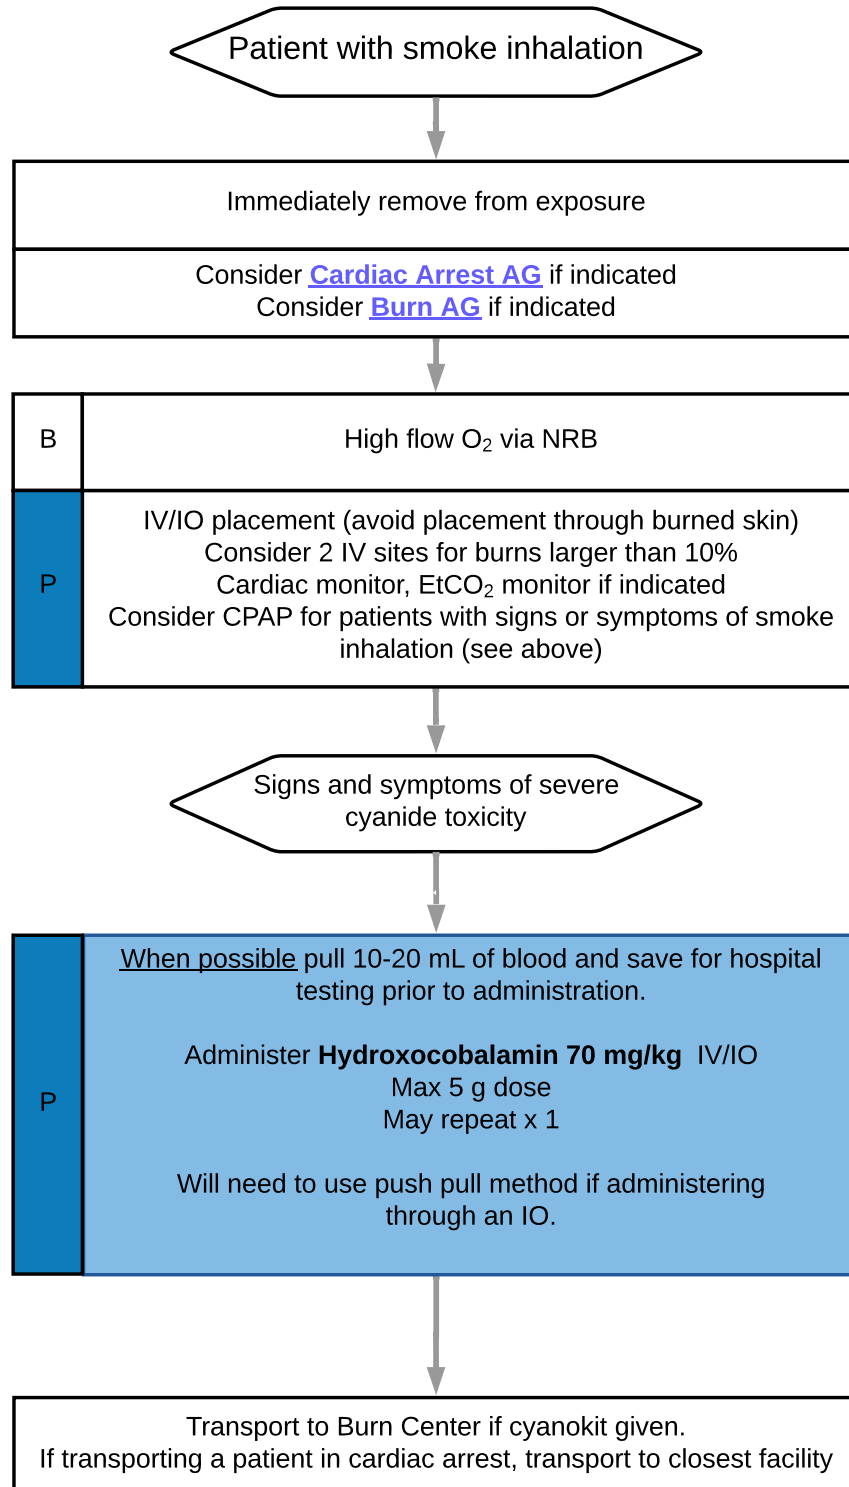 Patient with smoke inhalation
Immediately remove from exposure
Consider Cardiac Arrest AG if indicated
Consider Burn AG if indicated
B
High flow O₂ via NRB
P
IV/IO placement (avoid placement through burned skin)
Consider 2 IV sites for burns larger than 10%
Cardiac monitor, EtCO₂ monitor if indicated
Consider CPAP for patients with signs or symptoms of smoke
inhalation (see above)
Signs and symptoms of severe
cyanide toxicity
P
When possible pull 10-20 mL of blood and save for hospital
testing prior to administration.
Administer Hydroxocobalamin 70 mg/kg IV/IO
Max 5 g dose
May repeat x 1
Will need to use push pull method if administering
through an IO.
Transport to Burn Center if cyanokit given.
If transporting a patient in cardiac arrest, transport to closest facility